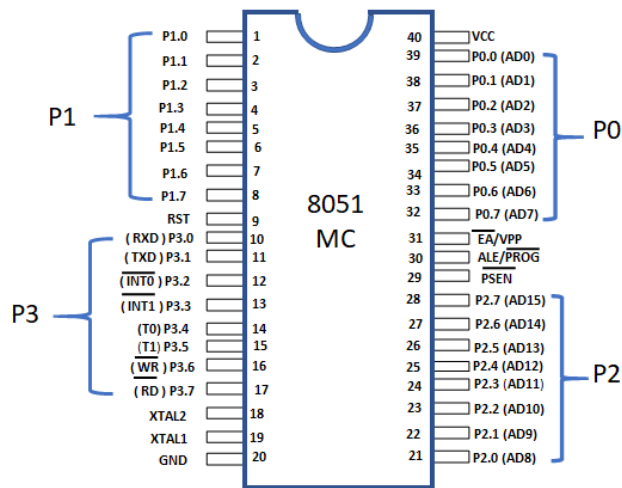 P1.0 1 40 VCC
P1.1 2 39 P0.0 (AD0)
P1.2 3 38 P0.1 (AD1)
P1.3 4 37 P0.2 (AD2)
P1 P1.4 5 36 P0.3 (AD3) P0
P1.5 6 35 P0.4 (AD4)
P1.6 7 34 P0.5 (AD5)
P1.7 8 33 P0.6 (AD6)
RST 9 32 P0.7 (AD7)
8051
MC
(RXD) P3.0 10 31 E̅A̅/VPP
(TXD) P3.1 11 30 ALE/P̅R̅O̅G̅
(I̅N̅T̅0̅) P3.2 12 29 P̅S̅E̅N̅
P3 (I̅N̅T̅1̅) P3.3 13 28 P2.7 (AD15)
(T0) P3.4 14 27 P2.6 (AD14)
(T1) P3.5 15 26 P2.5 (AD13)
(W̅R̅) P3.6 16 25 P2.4 (AD12) P2
(R̅D̅) P3.7 17 24 P2.3 (AD11)
XTAL2 18 23 P2.2 (AD10)
XTAL1 19 22 P2.1 (AD9)
GND 20 21 P2.0 (AD8)